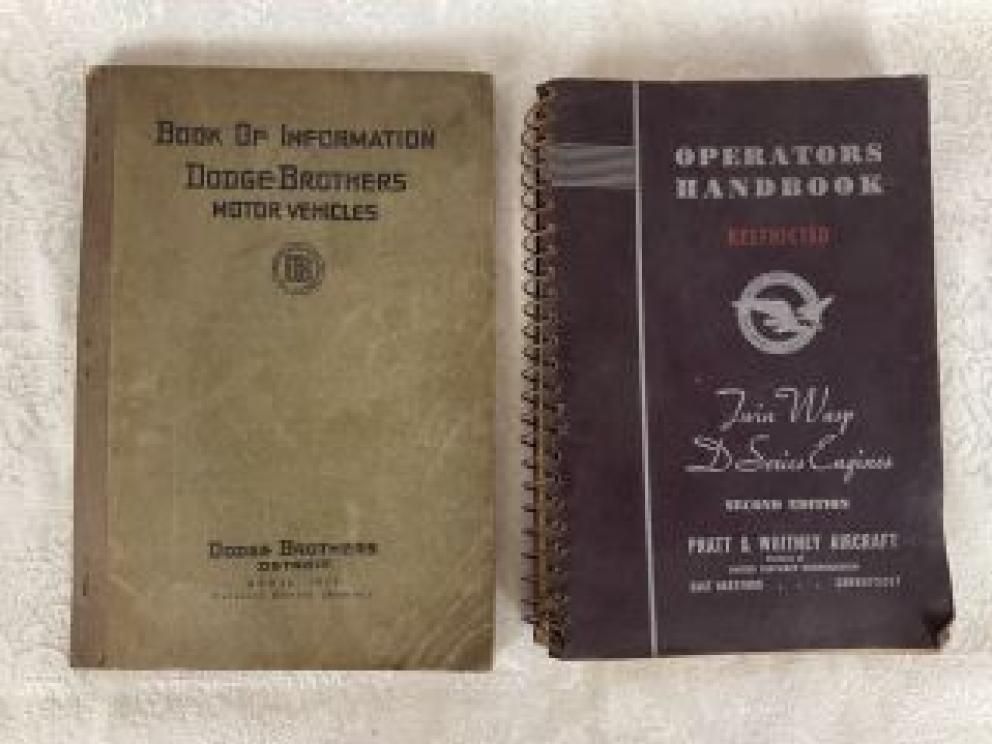 BOOK OF INFORMATION
DODGE BROTHERS
MOTOR VEHICLES
DB
DODGE BROTHERS
DETROIT
OPERATORS
HANDBOOK
RESTRICTED
Twin Wasp
D Series Engines
SECOND EDITION
PRATT & WHITNEY AIRCRAFT
EAST HARTFORD CONNECTICUT